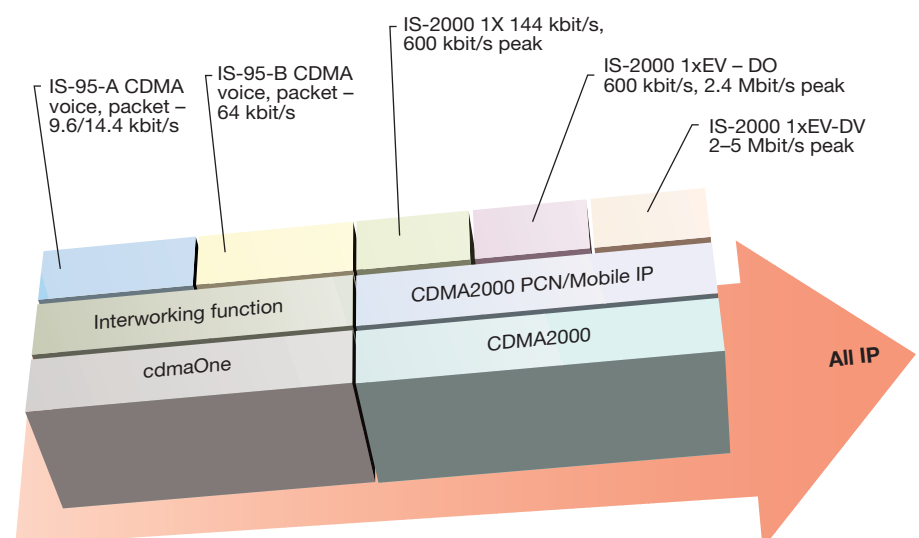 IS-2000 1X 144 kbit/s,
600 kbit/s peak
IS-95-A CDMA
voice, packet –
9.6/14.4 kbit/s
IS-95-B CDMA
voice, packet –
64 kbit/s
IS-2000 1xEV – DO
600 kbit/s, 2.4 Mbit/s peak
IS-2000 1xEV-DV
2–5 Mbit/s peak
Interworking function
CDMA2000 PCN/Mobile IP
cdmaOne
CDMA2000
All IP